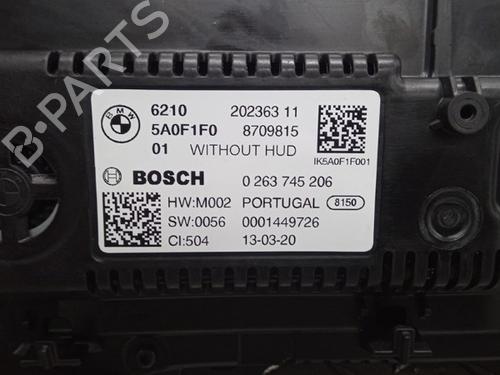 B-PARTS
BMW
6210 202363 11
5A0F1F0 8709815
01 WITHOUT HUD
IK5A0F1F001
BOSCH 0 263 745 206
HW:M002 PORTUGAL 8150
SW:0056 0001449726
CI:504 13-03-20